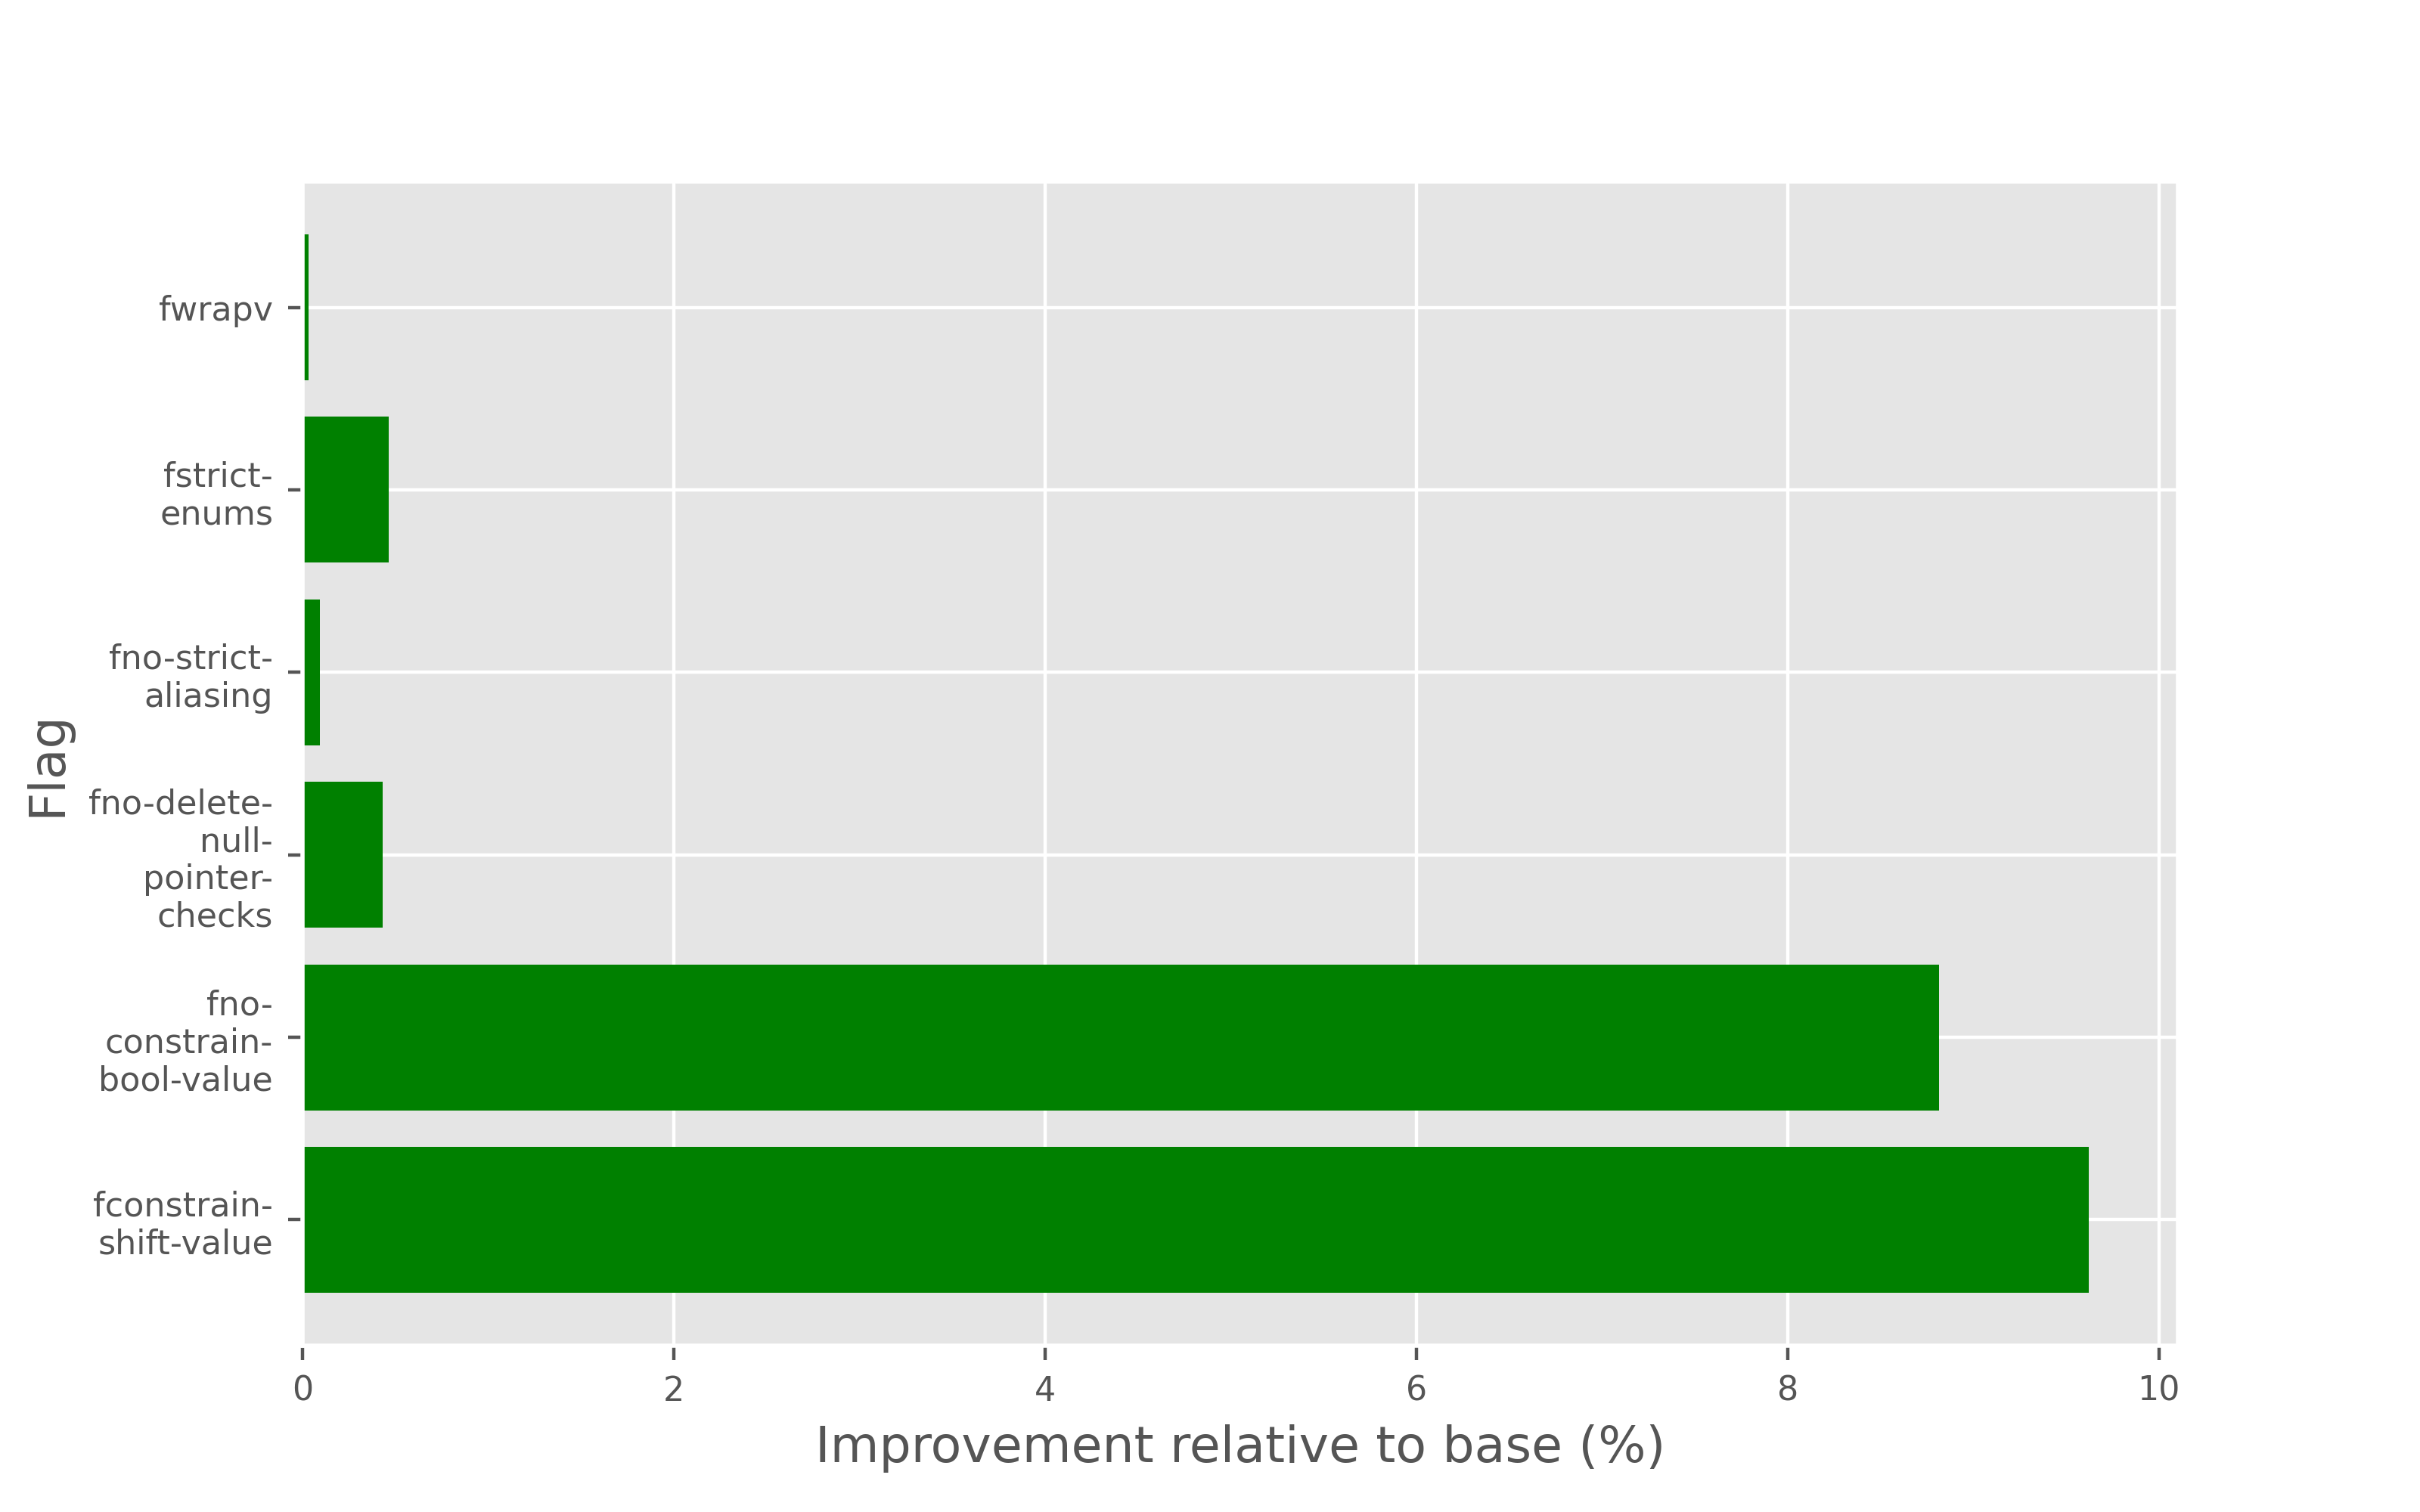 fwrapv
fstrict-
enums
fno-strict-
aliasing
Flag
fno-delete-
null-
pointer-
checks
fno-
constrain-
bool-value
fconstrain-
shift-value
0 2 4 6 8 10
Improvement relative to base (%)